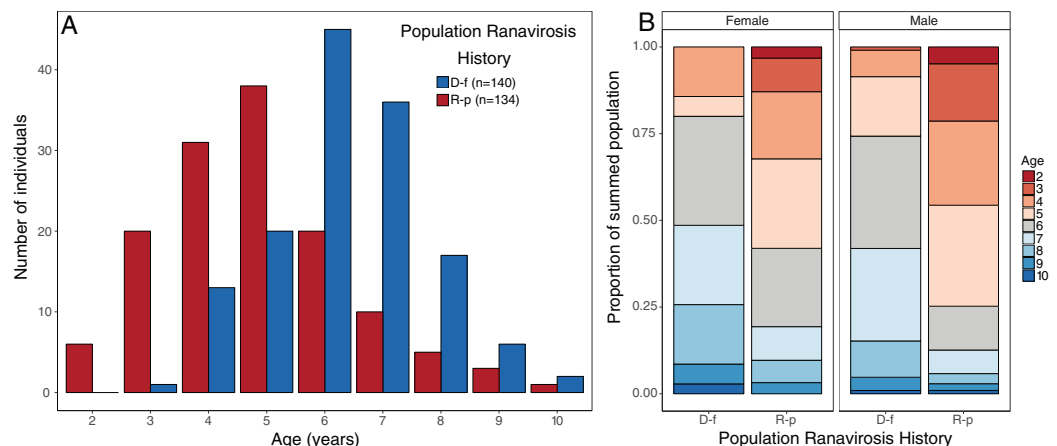 A
Population Ranavirosis
History
D-f (n=140)
R-p (n=134)
Number of individuals
40
30
20
10
0
2 3 4 5 6 7 8 9 10
Age (years)
B
Female Male
Proportion of summed population
1.00
0.75
0.50
0.25
0.00
D-f R-p D-f R-p
Population Ranavirosis History
Age
2
3
4
5
6
7
8
9
10